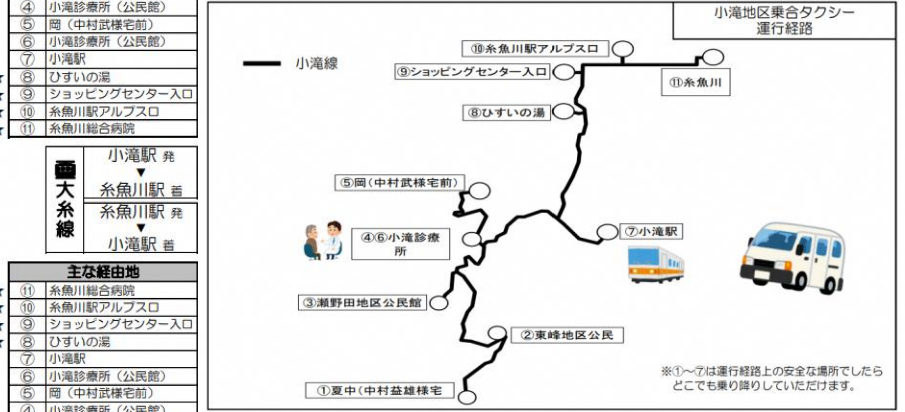 ④ 小滝診療所（公民館）
⑤ 岡（中村武様宅前）
⑥ 小滝診療所（公民館）
⑦ 小滝駅
⑧ ひすいの湯
⑨ ショッピングセンター入口
⑩ 糸魚川駅アルプス口
⑪ 糸魚川総合病院
大糸線
小滝駅 発
▼
糸魚川駅 着
糸魚川駅 発
▼
小滝駅 着
主な経由地
⑪ 糸魚川総合病院
⑩ 糸魚川駅アルプス口
⑨ ショッピングセンター入口
⑧ ひすいの湯
⑦ 小滝駅
⑥ 小滝診療所（公民館）
⑤ 岡（中村武様宅前）
④ 小滝診療所（公民館）
小滝地区乗合タクシー
運行経路
小滝線
⑩糸魚川駅アルプス口
⑨ショッピングセンター入口
⑪糸魚川
⑧ひすいの湯
⑤岡（中村武様宅前）
④⑥小滝診療
所
⑦小滝駅
③瀬野田地区公民館
②東峰地区公民
①夏中（中村益雄様宅
※①～⑦は運行経路上の安全な場所でしたら
どこでも乗り降りしていただけます。